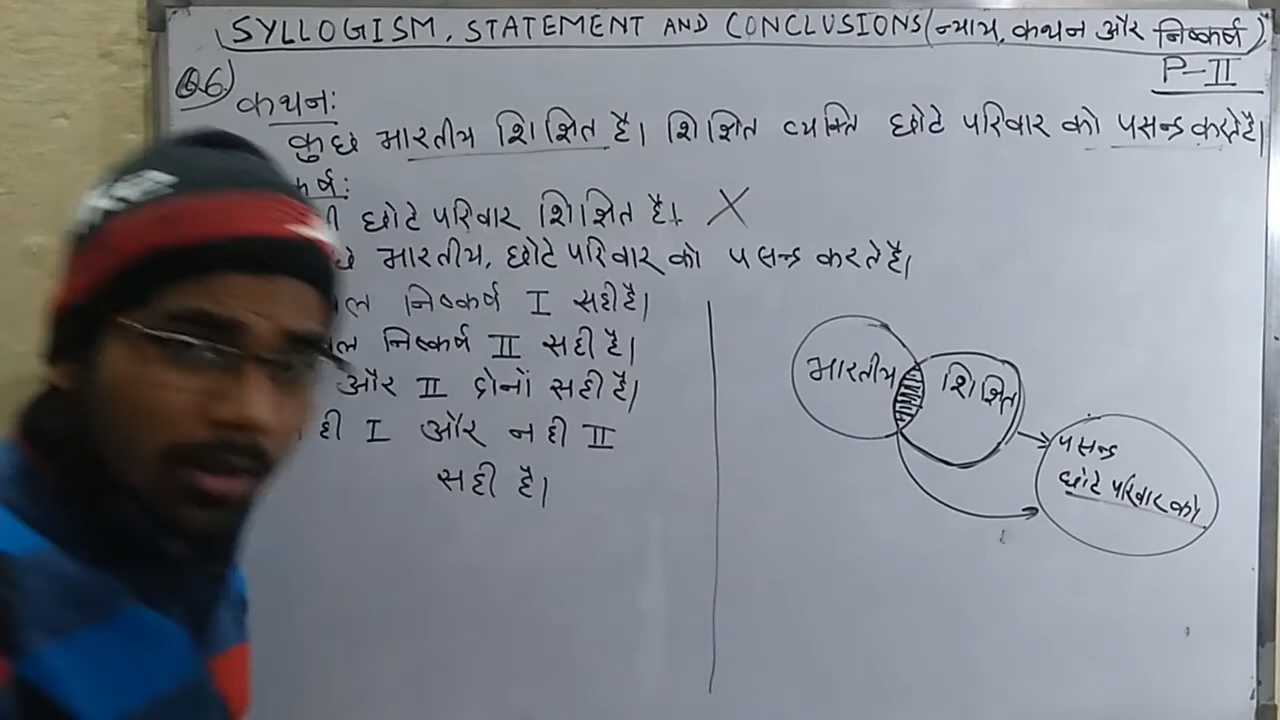 SYLLOGISM, STATEMENT AND CONCLUSIONS (न्याय, कथन और निष्कर्ष)
P-II
Q6)
कथन:
कुछ भारतीय शिक्षित है। शिक्षित व्यक्ति छोटे परिवार को पसन्द करते है।
र्ष:
छोटे परिवार शिक्षित है। X
छ भारतीय, छोटे परिवार को पसन्द करते है।
ल निष्कर्ष I सही है।
ल निष्कर्ष II सही है।
और II दोनों सही है।
ही I और न ही II
सही है।
भारतीय शिक्षित
पसन्द
छोटे परिवार को